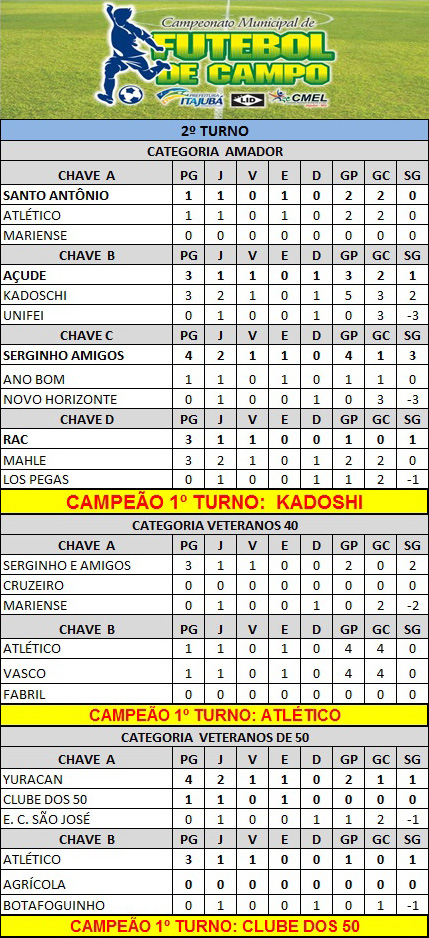 Campeonato Municipal de
FUTEBOL
DE CAMPO
PREFEITURA ITAJUBÁ LID CMEL
2º TURNO
CATEGORIA AMADOR
CHAVE A PG J V E D GP GC SG
SANTO ANTÔNIO 1 1 0 1 0 2 2 0
ATLÉTICO 1 1 0 1 0 2 2 0
MARIENSE 0 0 0 0 0 0 0 0
CHAVE B PG J V E D GP GC SG
AÇUDE 3 1 1 0 1 3 2 1
KADOSCHI 3 2 1 0 1 5 3 2
UNIFEI 0 1 0 0 1 0 3 -3
CHAVE C PG J V E D GP GC SG
SERGINHO AMIGOS 4 2 1 1 0 4 1 3
ANO BOM 1 1 0 1 0 1 1 0
NOVO HORIZONTE 0 1 0 0 1 0 3 -3
CHAVE D PG J V E D GP GC SG
RAC 3 1 1 0 0 1 0 1
MAHLE 3 2 1 0 1 2 2 0
LOS PEGAS 0 1 0 0 1 1 2 -1
CAMPEÃO 1º TURNO: KADOSHI
CATEGORIA VETERANOS 40
CHAVE A PG J V E D GP GC SG
SERGINHO E AMIGOS 3 1 1 0 0 2 0 2
CRUZEIRO 0 0 0 0 0 0 0 0
MARIENSE 0 1 0 0 1 0 2 -2
CHAVE B PG J V E D GP GC SG
ATLÉTICO 1 1 0 1 0 4 4 0
VASCO 1 1 0 1 0 4 4 0
FABRIL 0 0 0 0 0 0 0 0
CAMPEÃO 1º TURNO: ATLÉTICO
CATEGORIA VETERANOS DE 50
CHAVE A PG J V E D GP GC SG
YURACAN 4 2 1 1 0 2 1 1
CLUBE DOS 50 1 1 0 1 0 0 0 0
E. C. SÃO JOSÉ 0 1 0 0 1 1 2 -1
CHAVE B PG J V E D GP GC SG
ATLÉTICO 3 1 1 0 0 1 0 1
AGRÍCOLA 0 0 0 0 0 0 0 0
BOTAFOGUINHO 0 1 0 0 1 0 1 -1
CAMPEÃO 1º TURNO: CLUBE DOS 50